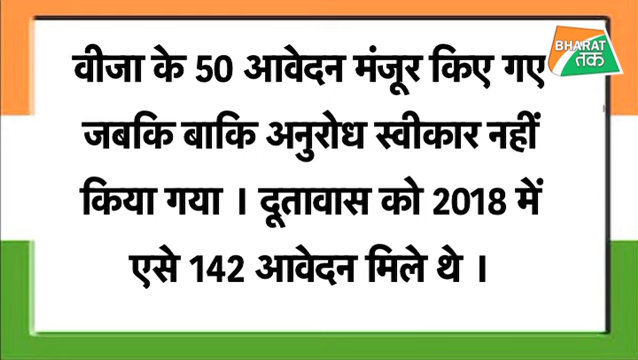 BHARAT
तक
वीजा के 50 आवेदन मंजूर किए गए
जबकि बाकि अनुरोध स्वीकार नहीं
किया गया । दूतावास को 2018 में
एसे 142 आवेदन मिले थे ।